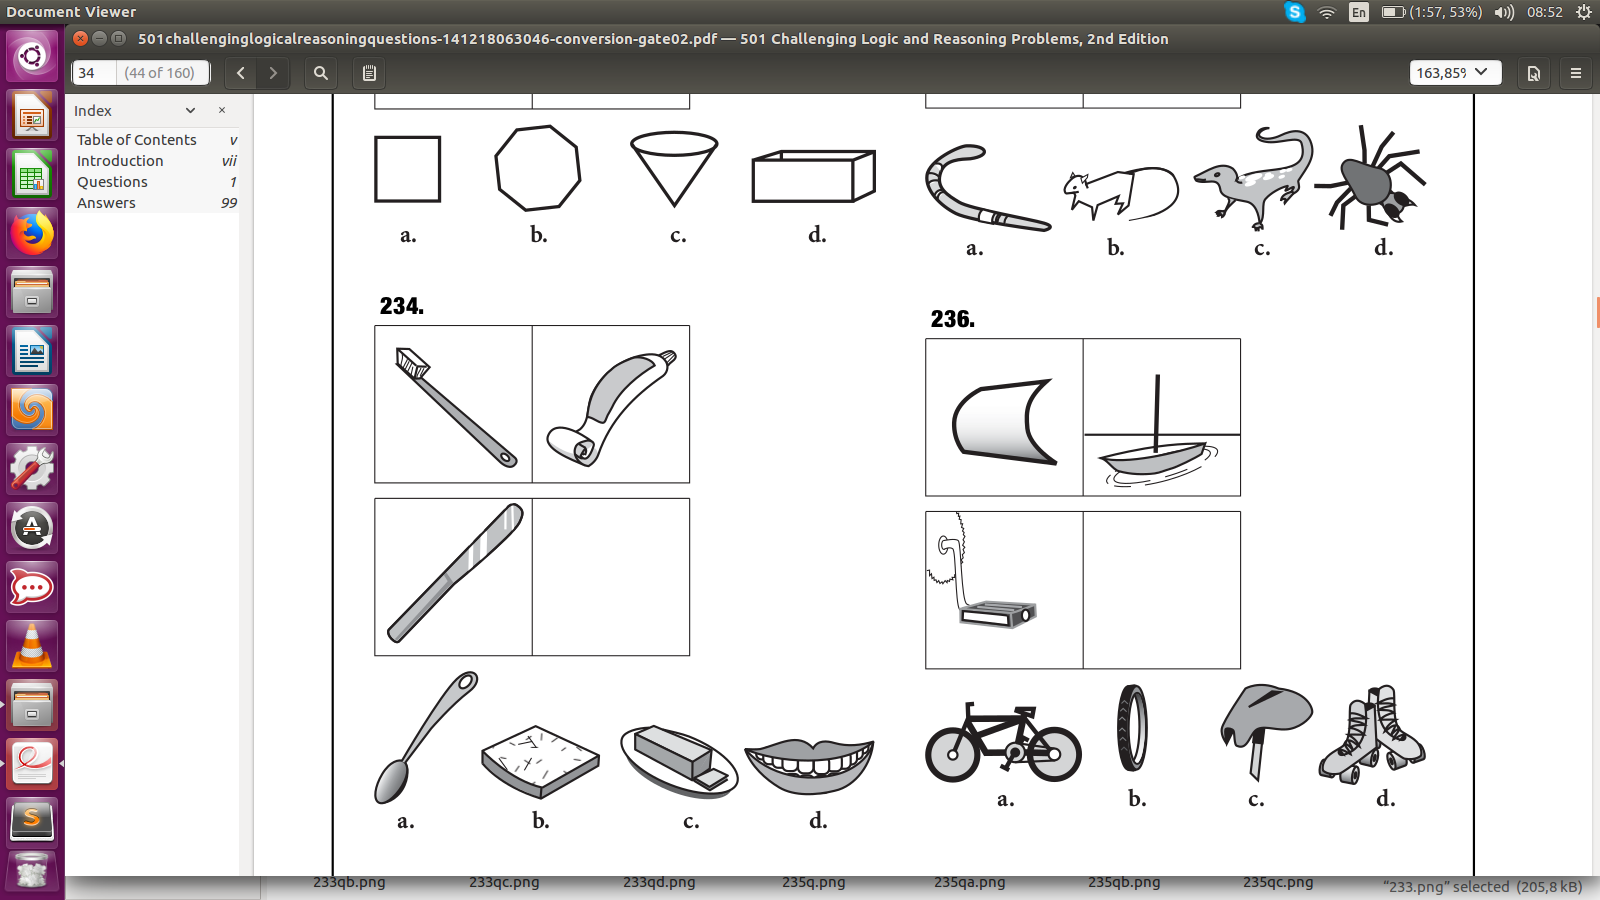 Document Viewer
En
(1:57, 53%)
08:52
501challenginglogicalreasoningquestions-141218063046-conversion-gate02.pdf — 501 Challenging Logic and Reasoning Problems, 2nd Edition
34 (44 of 160)
163,85%
Index
Table of Contents v
Introduction vii
Questions 1
Answers 99
a. b. c. d.
a. b. c. d.
234.
a. b. c. d.
236.
a. b. c. d.
233qb.png 233qc.png 233qd.png 235q.png 235qa.png 235qb.png 235qc.png
“233.png” selected (205,8 kB)